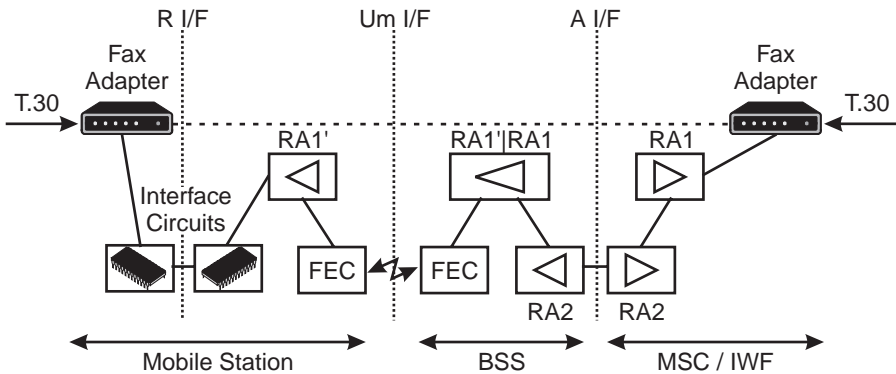 R I/F
Um I/F
A I/F
Fax
Adapter
Fax
Adapter
T.30
T.30
RA1'
RA1'|RA1
RA1
Interface
Circuits
FEC
FEC
RA2
RA2
Mobile Station
BSS
MSC / IWF